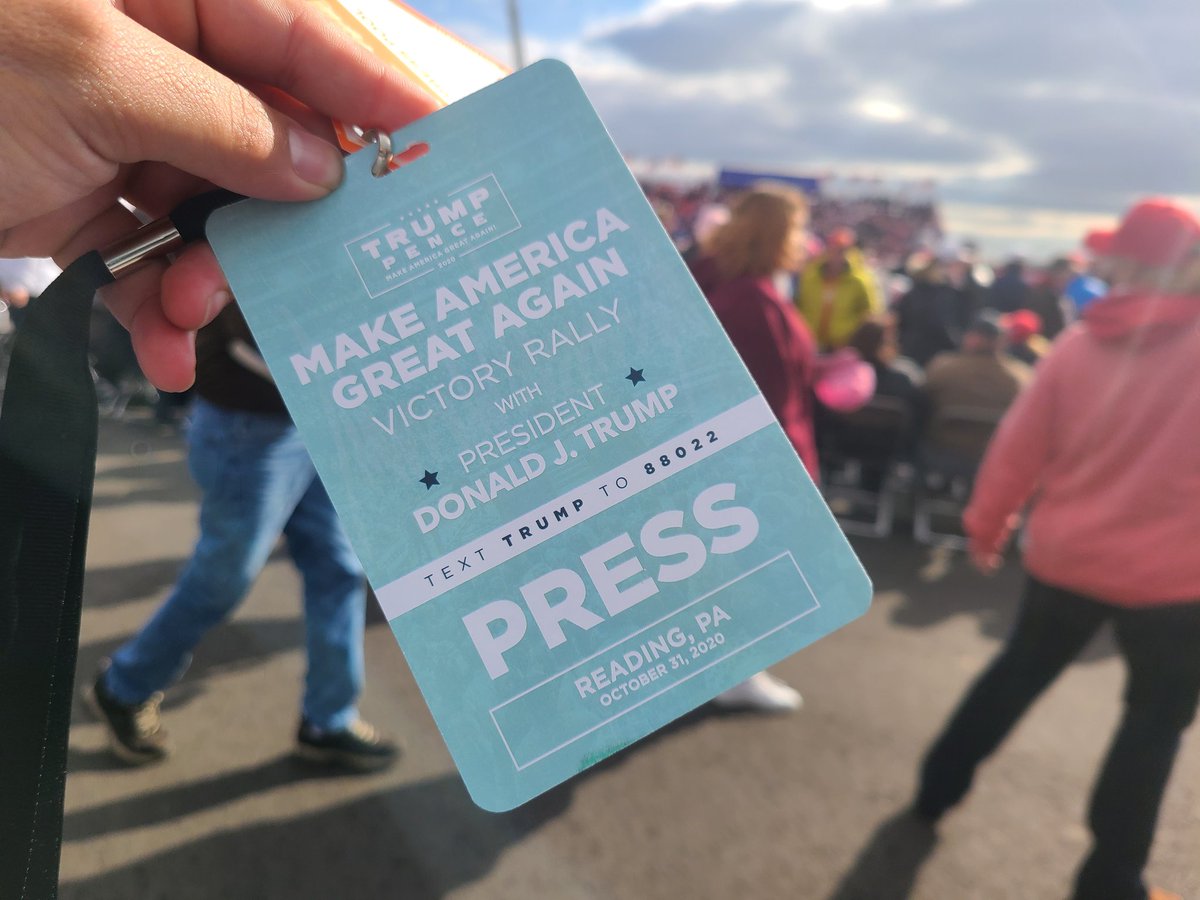 TRUMP
PENCE
MAKE AMERICA GREAT AGAIN!
2020
MAKE AMERICA
GREAT AGAIN
VICTORY RALLY
WITH
PRESIDENT
DONALD J. TRUMP
TEXT TRUMP TO 88022
PRESS
READING, PA
OCTOBER 31, 2020